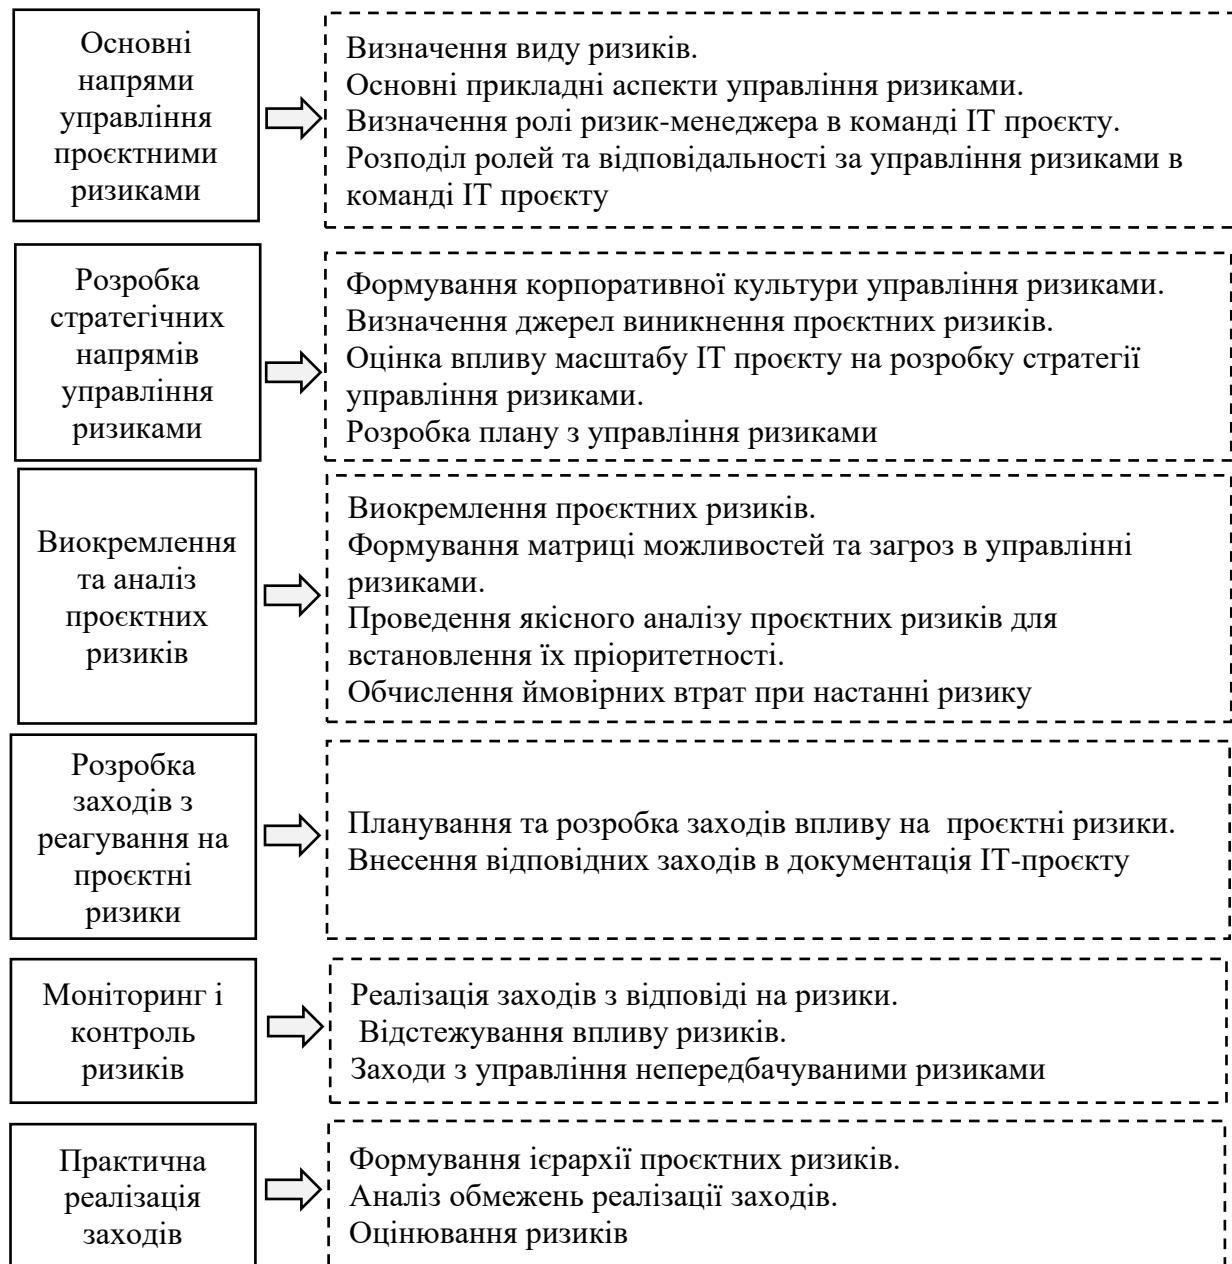 Основні
напрями
управління
проєктними
ризиками
Визначення виду ризиків.
Основні прикладні аспекти управління ризиками.
Визначення ролі ризик-менеджера в команді ІТ проєкту.
Розподіл ролей та відповідальності за управління ризиками в
команді ІТ проєкту
Розробка
стратегічних
напрямів
управління
ризиками
Формування корпоративної культури управління ризиками.
Визначення джерел виникнення проєктних ризиків.
Оцінка впливу масштабу ІТ проєкту на розробку стратегії
управління ризиками.
Розробка плану з управління ризиками
Виокремлення
та аналіз
проєктних
ризиків
Виокремлення проєктних ризиків.
Формування матриці можливостей та загроз в управлінні
ризиками.
Проведення якісного аналізу проєктних ризиків для
встановлення їх пріоритетності.
Обчислення ймовірних втрат при настанні ризику
Розробка
заходів з
реагування на
проєктні
ризики
Планування та розробка заходів впливу на проєктні ризики.
Внесення відповідних заходів в документація ІТ-проєкту
Моніторинг і
контроль
ризиків
Реалізація заходів з відповіді на ризики.
Відстежування впливу ризиків.
Заходи з управління непередбачуваними ризиками
Практична
реалізація
заходів
Формування ієрархії проєктних ризиків.
Аналіз обмежень реалізації заходів.
Оцінювання ризиків